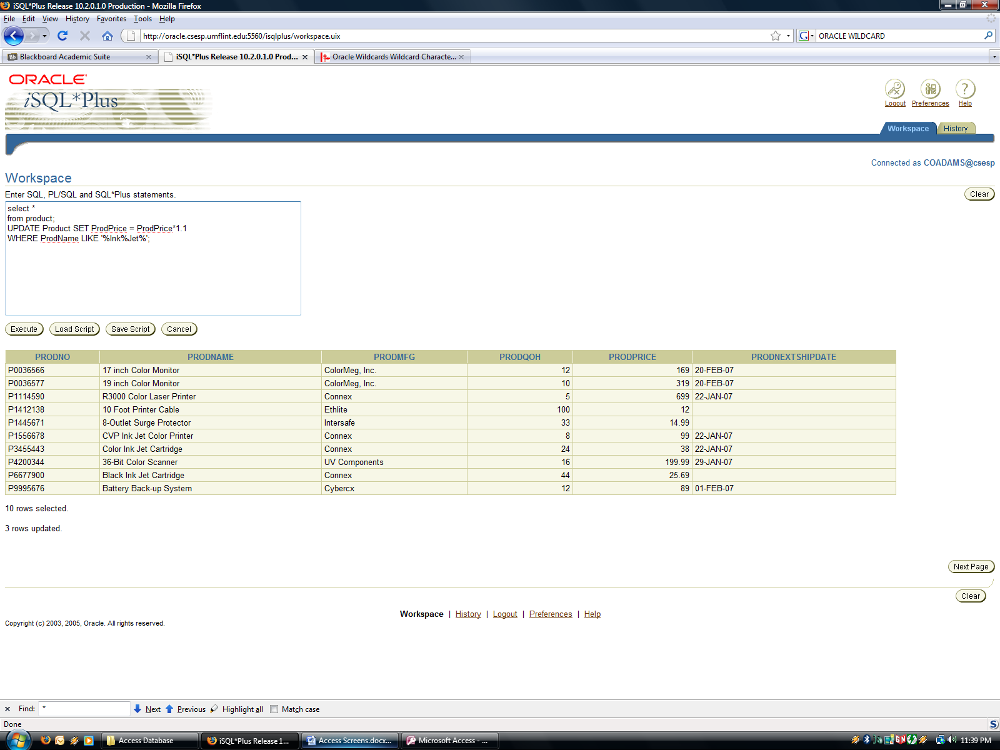 iSQL*Plus Release 10.2.0.1.0 Production - Mozilla Firefox
File Edit View History Favorites Tools Help
http://oracle.csesp.umflint.edu:5560/isqlplus/workspace.uix
G ORACLE WILDCARD
Bb Blackboard Academic Suite
iSQL*Plus Release 10.2.0.1.0 Prod...
Oracle Wildcards Wildcard Characte...
ORACLE
iSQL*Plus
Logout Preferences ? Help
Workspace History
Connected as COADAMS@csesp
Workspace
Enter SQL, PL/SQL and SQL*Plus statements.
Clear
select *
from product;
UPDATE Product SET ProdPrice = ProdPrice*1.1
WHERE ProdName LIKE '%Ink%Jet%';
Execute Load Script Save Script Cancel
PRODNO PRODNAME PRODMFG PRODQOH PRODPRICE PRODNEXTSHIPDATE
P0036566 17 inch Color Monitor ColorMeg, Inc. 12 169 20-FEB-07
P0036577 19 inch Color Monitor ColorMeg, Inc. 10 319 20-FEB-07
P1114590 R3000 Color Laser Printer Connex 5 699 22-JAN-07
P1412138 10 Foot Printer Cable Ethlite 100 12
P1445671 8-Outlet Surge Protector Intersafe 33 14.99
P1556678 CVP Ink Jet Color Printer Connex 8 99 22-JAN-07
P3455443 Color Ink Jet Cartridge Connex 24 38 22-JAN-07
P4200344 36-Bit Color Scanner UV Components 16 199.99 29-JAN-07
P6677900 Black Ink Jet Cartridge Connex 44 25.69
P9995676 Battery Back-up System Cybercx 12 89 01-FEB-07
10 rows selected.
3 rows updated.
Next Page
Clear
Workspace | History | Logout | Preferences | Help
Copyright (c) 2003, 2005, Oracle. All rights reserved.
Find: * Next Previous Highlight all Match case
Done
Access Database
iSQL*Plus Release 1...
Access Screens.docx...
Microsoft Access - ...
11:39 PM